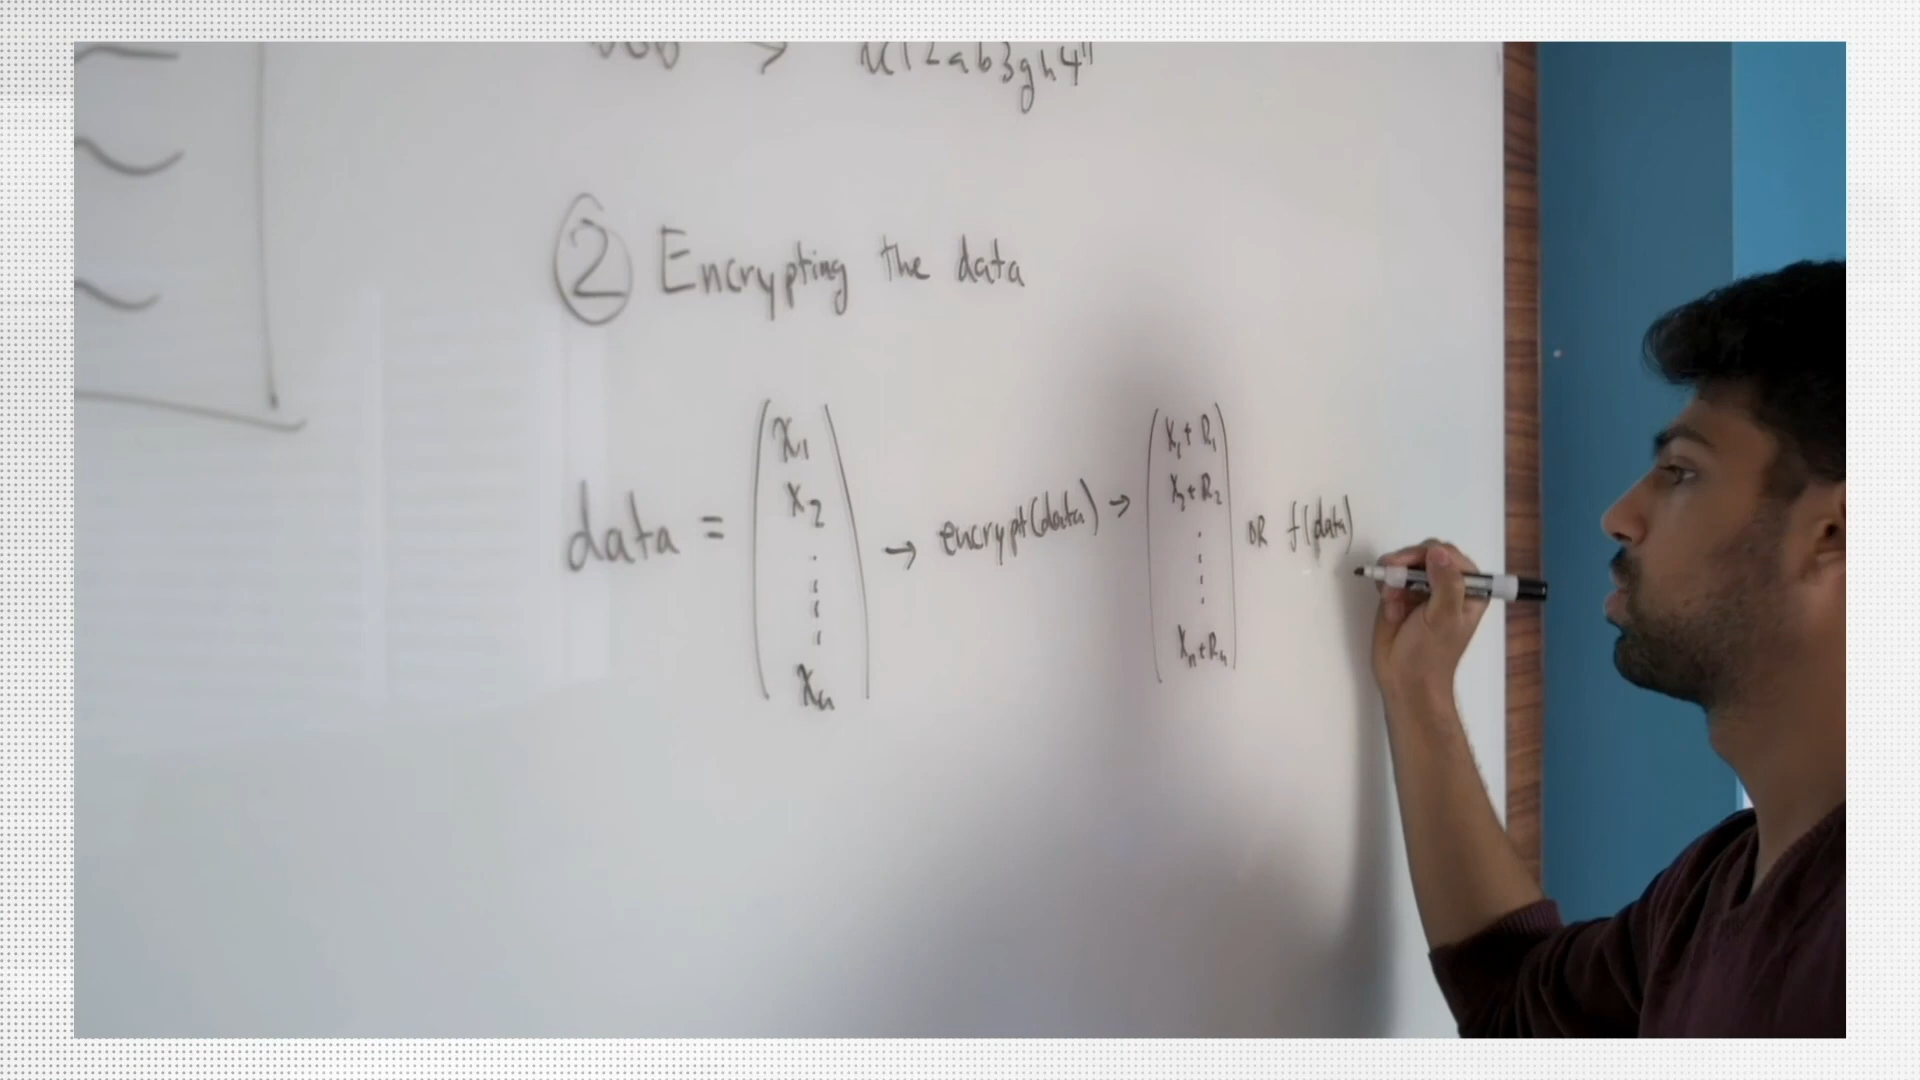 ② Encrypting the data
data = (x₁ x₂ ⋮ xₙ) → encrypt(data) → (x₁+R₁ x₂+R₂ ⋮ xₙ+Rₙ) OR f(data)